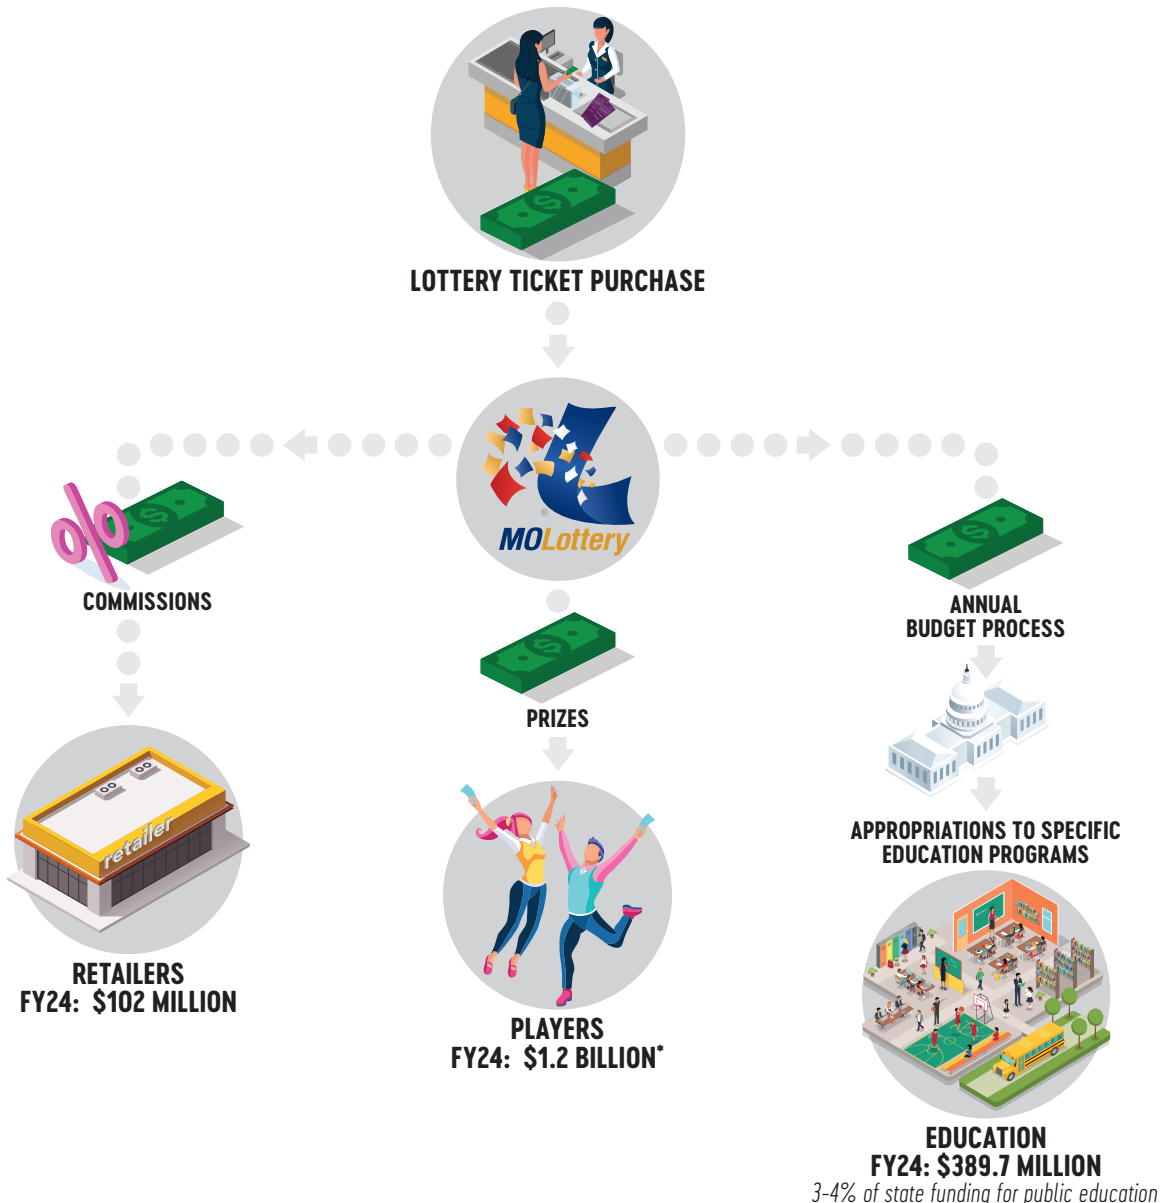 LOTTERY TICKET PURCHASE
®
MOLottery
COMMISSIONS
ANNUAL
BUDGET PROCESS
PRIZES
retailer
APPROPRIATIONS TO SPECIFIC
EDUCATION PROGRAMS
RETAILERS
FY24: $102 MILLION
PLAYERS
FY24: $1.2 BILLION*
EDUCATION
FY24: $389.7 MILLION
3-4% of state funding for public education